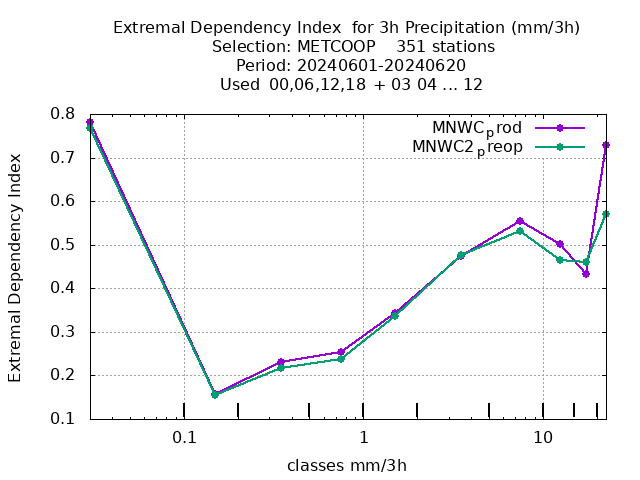 Extremal Dependency Index  for 3h Precipitation (mm/3h)
Selection: METCOOP    351 stations
Period: 20240601-20240620
Used  00,06,12,18 + 03 04 ... 12
MNWCprod
MNWC2preop
Extremal Dependency Index
0.8
0.7
0.6
0.5
0.4
0.3
0.2
0.1
0.1 1 10
classes mm/3h